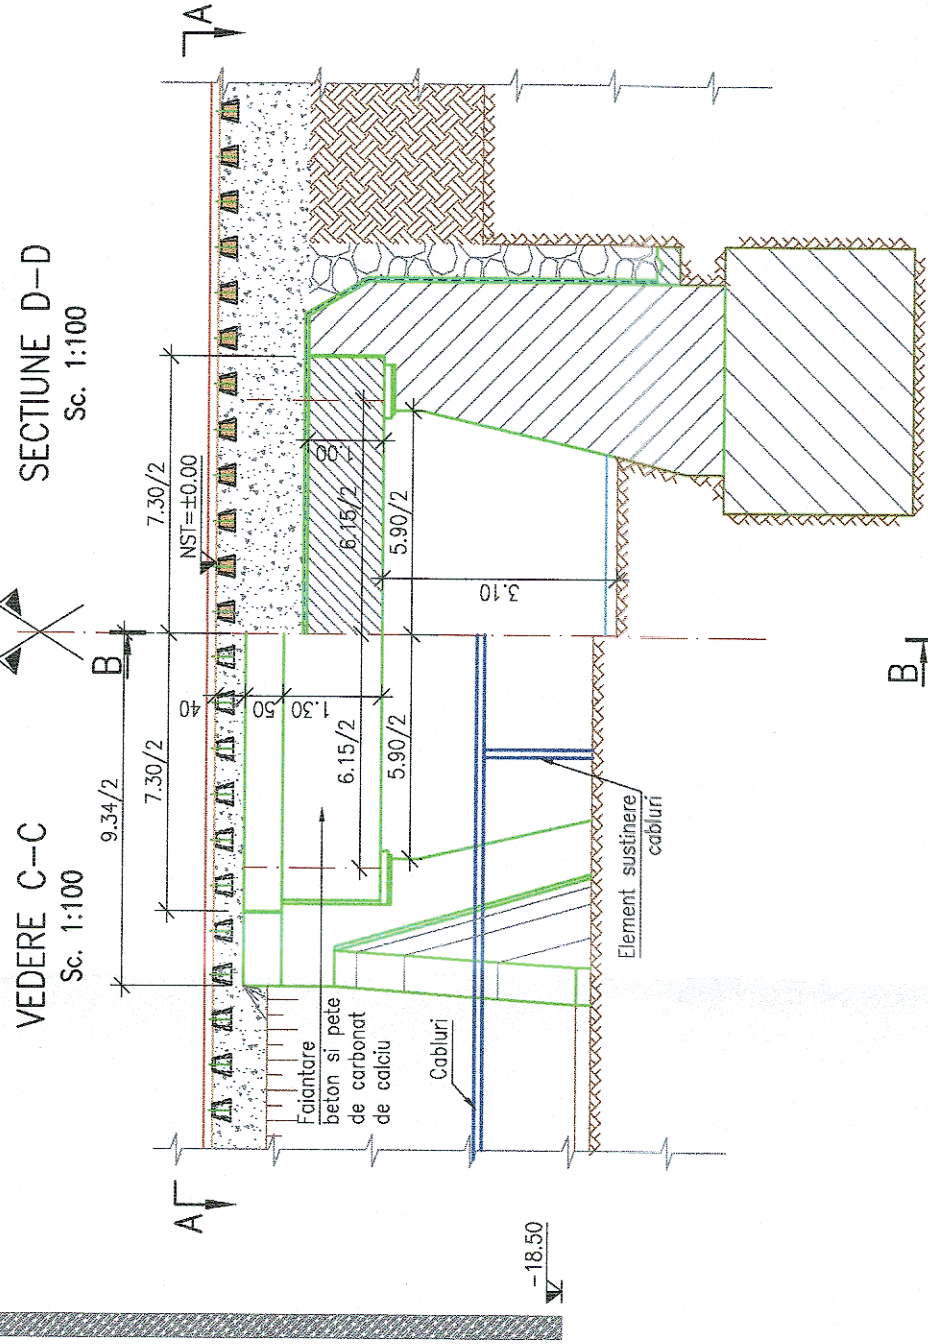 VEDERE C-C
Sc. 1:100
SECTIUNE D-D
Sc. 1:100
A
A
B
B
9.34/2
7.30/2
7.30/2
NST=±0.00
40
50
1.30
1.00
6.15/2
6.15/2
5.90/2
5.90/2
3.10
Faiantare
beton si pete
de carbonat
de calciu
Cabluri
Element sustinere
cabluri
-18.50